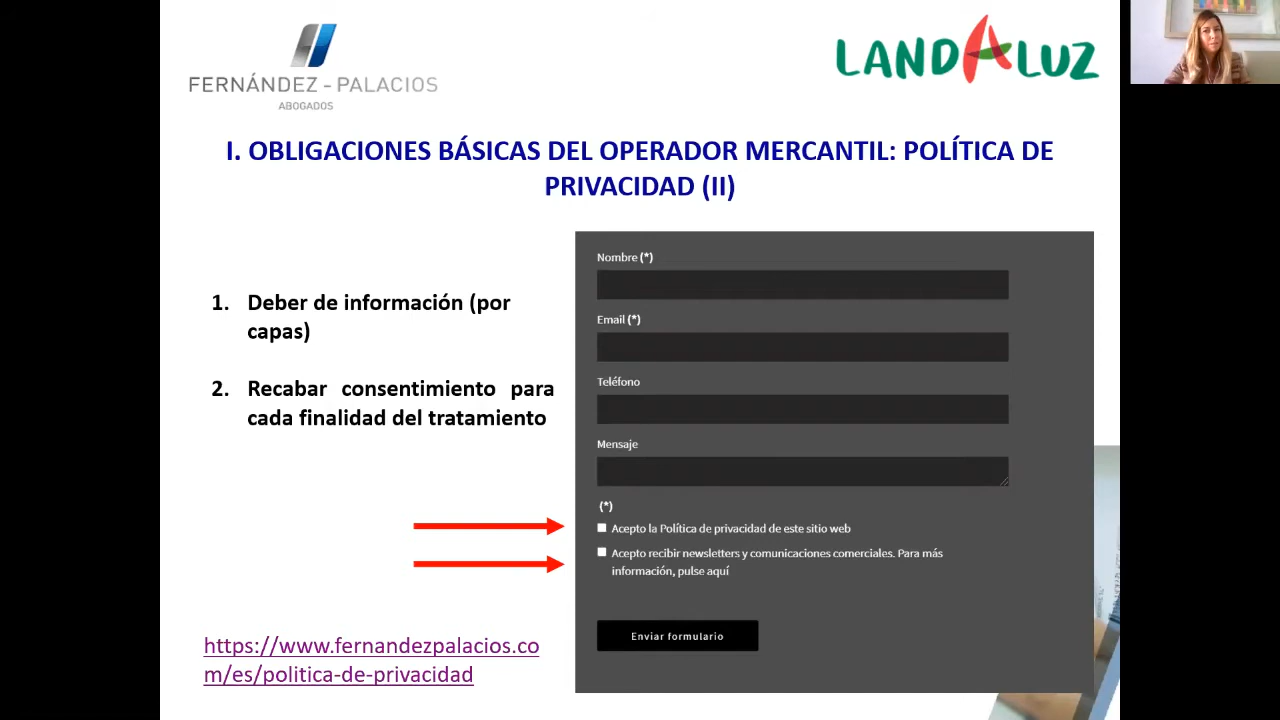 FERNÁNDEZ - PALACIOS
ABOGADOS
LANDALUZ
I. OBLIGACIONES BÁSICAS DEL OPERADOR MERCANTIL: POLÍTICA DE
PRIVACIDAD (II)
1. Deber de información (por
capas)
2. Recabar consentimiento para
cada finalidad del tratamiento
https://www.fernandezpalacios.co
m/es/politica-de-privacidad
Nombre (*)
Email (*)
Teléfono
Mensaje
(*)
Acepto la Política de privacidad de este sitio web
Acepto recibir newsletters y comunicaciones comerciales. Para más
información, pulse aquí
Enviar formulario